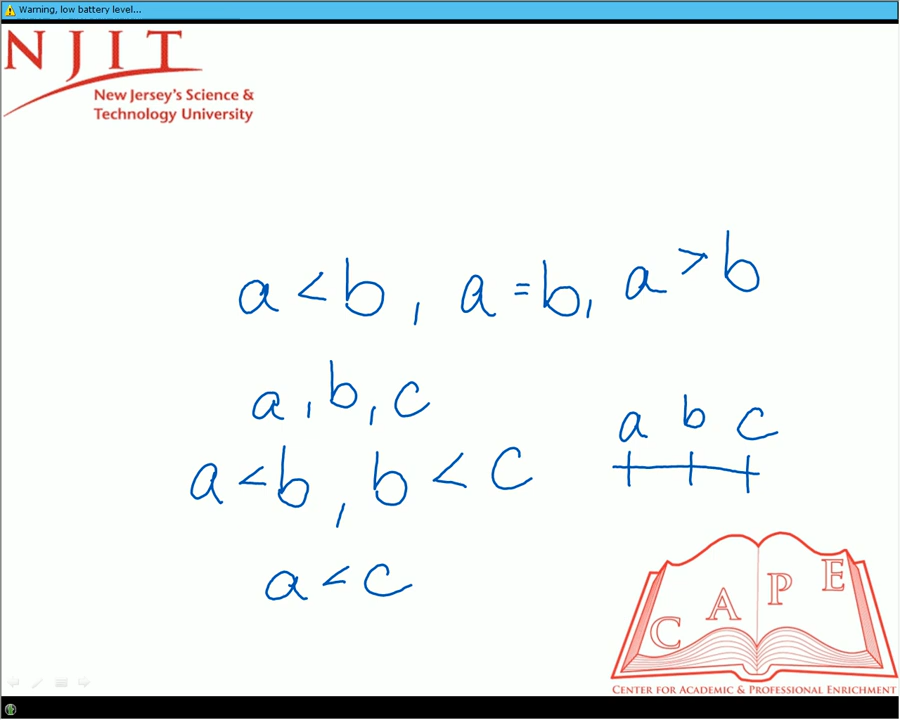 Warning, low battery level...
NJIT
New Jersey's Science &
Technology University
a < b , a = b, a > b
a , b , c
a b c
a < b , b < c
a < c
C A P E
CENTER FOR ACADEMIC & PROFESSIONAL ENRICHMENT